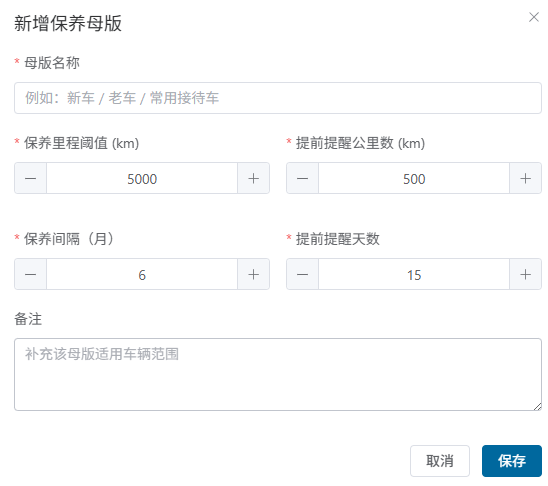 新增保养母版
* 母版名称
例如：新车 / 老车 / 常用接待车
* 保养里程阈值 (km) * 提前提醒公里数 (km)
5000 500
* 保养间隔（月） * 提前提醒天数
6 15
备注
补充该母版适用车辆范围
取消 保存